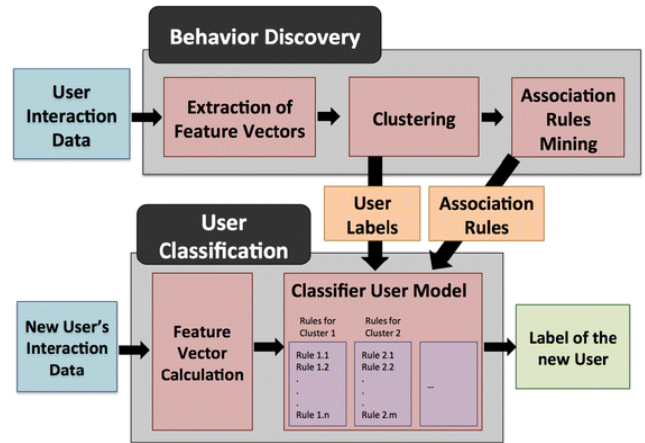 Behavior Discovery
User
Interaction
Data
Extraction of
Feature Vectors
Clustering
Association
Rules
Mining
User
Labels
Association
Rules
User
Classification
New User's
Interaction
Data
Feature
Vector
Calculation
Classifier User Model
Rules for
Cluster 1
Rule 1.1
Rule 1.2
.
.
.
Rule 1.n
Rules for
Cluster 2
Rule 2.1
Rule 2.2
.
.
.
Rule 2.m
...
Label of the
new User